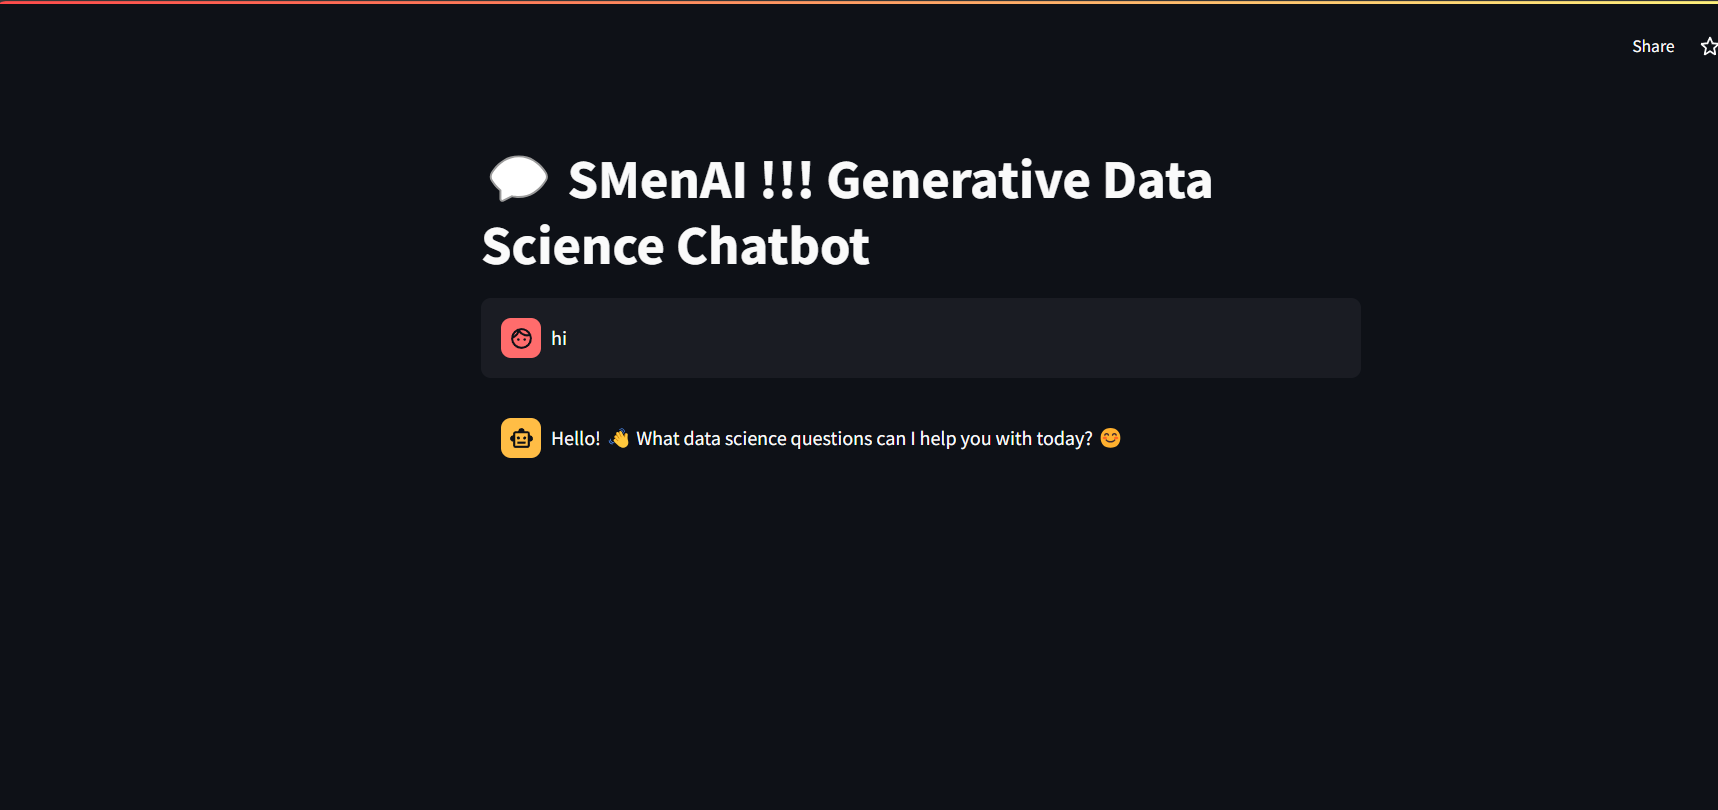 Share
💬 SMenAI !!! Generative Data
Science Chatbot
hi
Hello! 👋 What data science questions can I help you with today? 😊